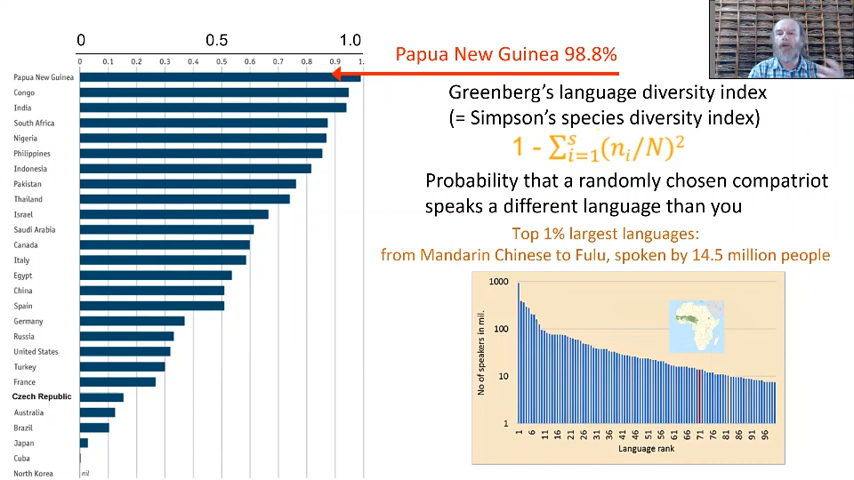 0 0.5 1.0
0 0.1 0.2 0.3 0.4 0.5 0.6 0.7 0.8 0.9 1.
Papua New Guinea
Congo
India
South Africa
Nigeria
Philippines
Indonesia
Pakistan
Thailand
Israel
Saudi Arabia
Canada
Italy
Egypt
China
Spain
Germany
Russia
United States
Turkey
France
Czech Republic
Australia
Brazil
Japan
Cuba
North Korea nil
Papua New Guinea 98.8%
Greenberg's language diversity index
(= Simpson's species diversity index)
1 - ∑ˢᵢ₌₁(nᵢ/N)²
Probability that a randomly chosen compatriot
speaks a different language than you
Top 1% largest languages:
from Mandarin Chinese to Fulu, spoken by 14.5 million people
No of speakers in mil.
1000
100
10
1
1 6 11 16 21 26 31 36 41 46 51 56 61 66 71 76 81 86 91 96
Language rank